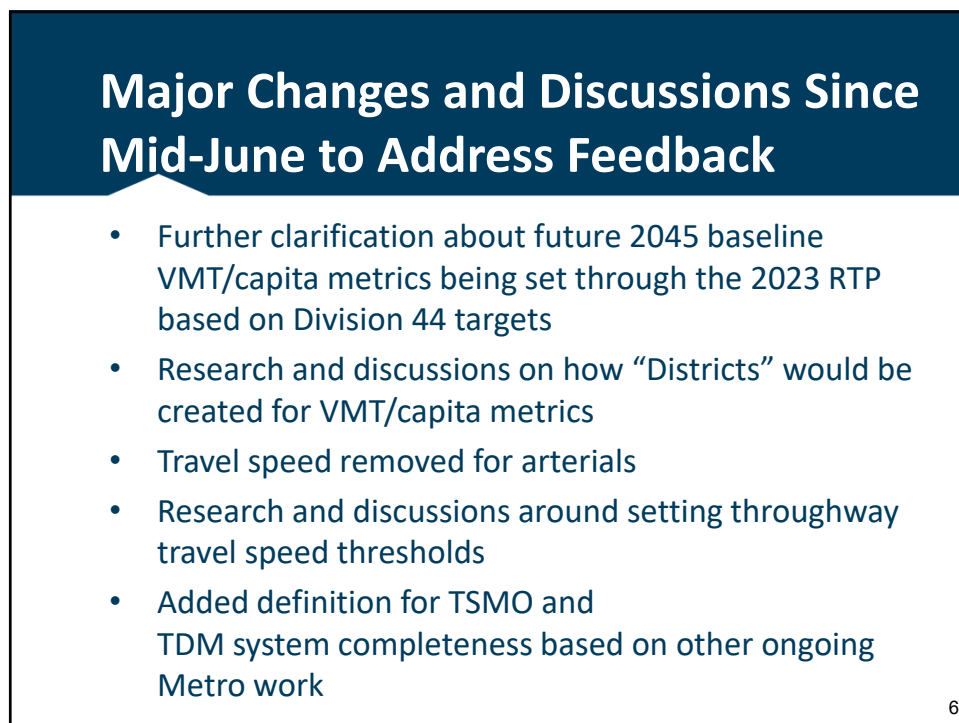 Major Changes and Discussions Since
Mid-June to Address Feedback
• Further clarification about future 2045 baseline
VMT/capita metrics being set through the 2023 RTP
based on Division 44 targets
• Research and discussions on how “Districts” would be
created for VMT/capita metrics
• Travel speed removed for arterials
• Research and discussions around setting throughway
travel speed thresholds
• Added definition for TSMO and
TDM system completeness based on other ongoing
Metro work
6